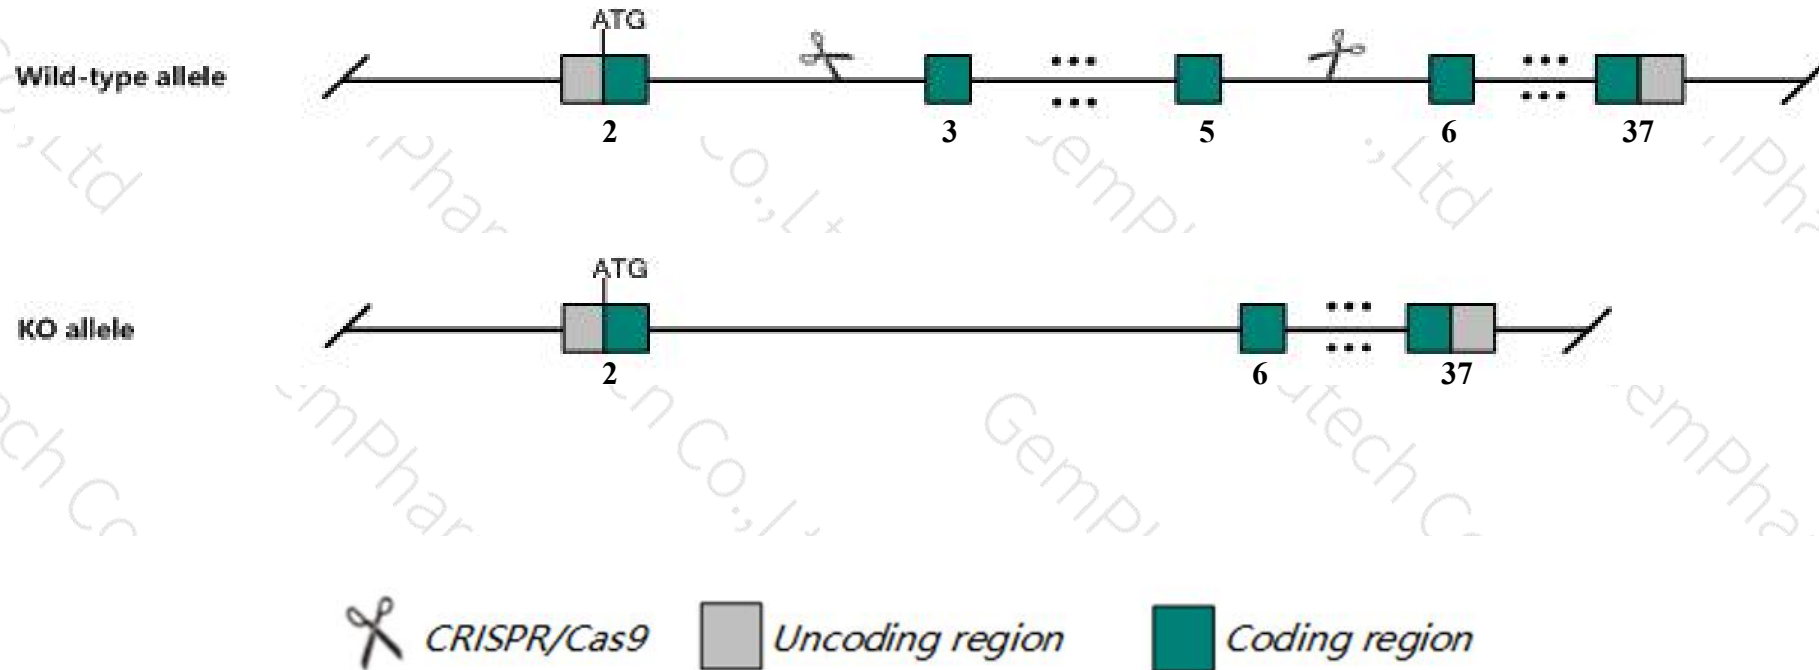 ATG
Wild-type allele
2 3 5 6 37
ATG
KO allele
2 6 37
CRISPR/Cas9 Uncoding region Coding region